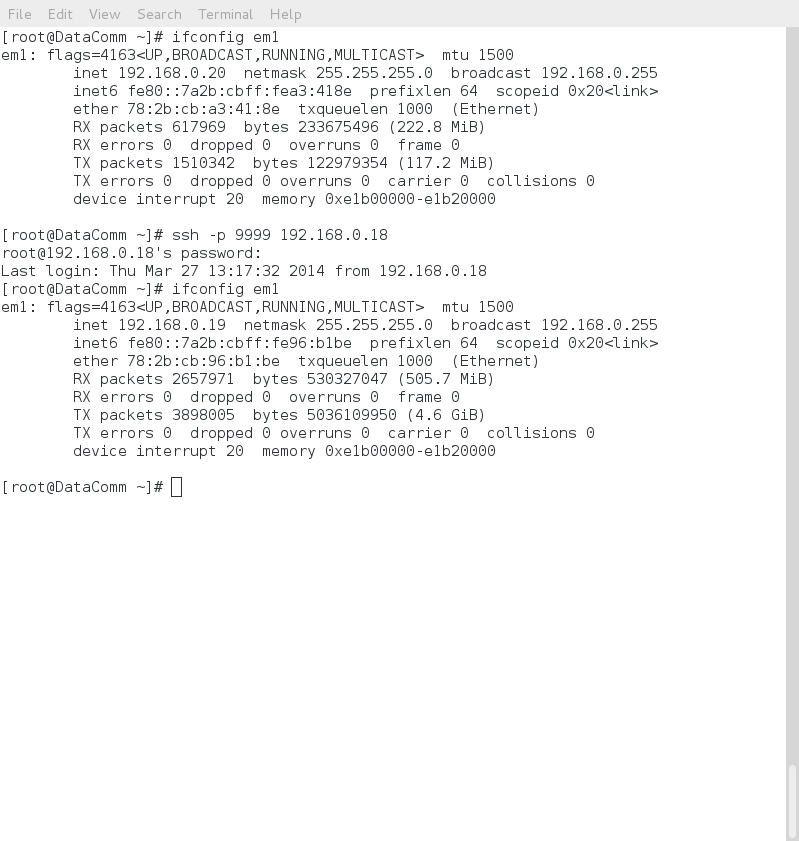 File Edit View Search Terminal Help
[root@DataComm ~]# ifconfig em1
em1: flags=4163<UP,BROADCAST,RUNNING,MULTICAST>  mtu 1500
        inet 192.168.0.20  netmask 255.255.255.0  broadcast 192.168.0.255
        inet6 fe80::7a2b:cbff:fea3:418e  prefixlen 64  scopeid 0x20<link>
        ether 78:2b:cb:a3:41:8e  txqueuelen 1000  (Ethernet)
        RX packets 617969  bytes 233675496 (222.8 MiB)
        RX errors 0  dropped 0  overruns 0  frame 0
        TX packets 1510342  bytes 122979354 (117.2 MiB)
        TX errors 0  dropped 0 overruns 0  carrier 0  collisions 0
        device interrupt 20  memory 0xe1b00000-e1b20000
[root@DataComm ~]# ssh -p 9999 192.168.0.18
root@192.168.0.18's password:
Last login: Thu Mar 27 13:17:32 2014 from 192.168.0.18
[root@DataComm ~]# ifconfig em1
em1: flags=4163<UP,BROADCAST,RUNNING,MULTICAST>  mtu 1500
        inet 192.168.0.19  netmask 255.255.255.0  broadcast 192.168.0.255
        inet6 fe80::7a2b:cbff:fe96:b1be  prefixlen 64  scopeid 0x20<link>
        ether 78:2b:cb:96:b1:be  txqueuelen 1000  (Ethernet)
        RX packets 2657971  bytes 530327047 (505.7 MiB)
        RX errors 0  dropped 0  overruns 0  frame 0
        TX packets 3898005  bytes 5036109950 (4.6 GiB)
        TX errors 0  dropped 0 overruns 0  carrier 0  collisions 0
        device interrupt 20  memory 0xe1b00000-e1b20000
[root@DataComm ~]#